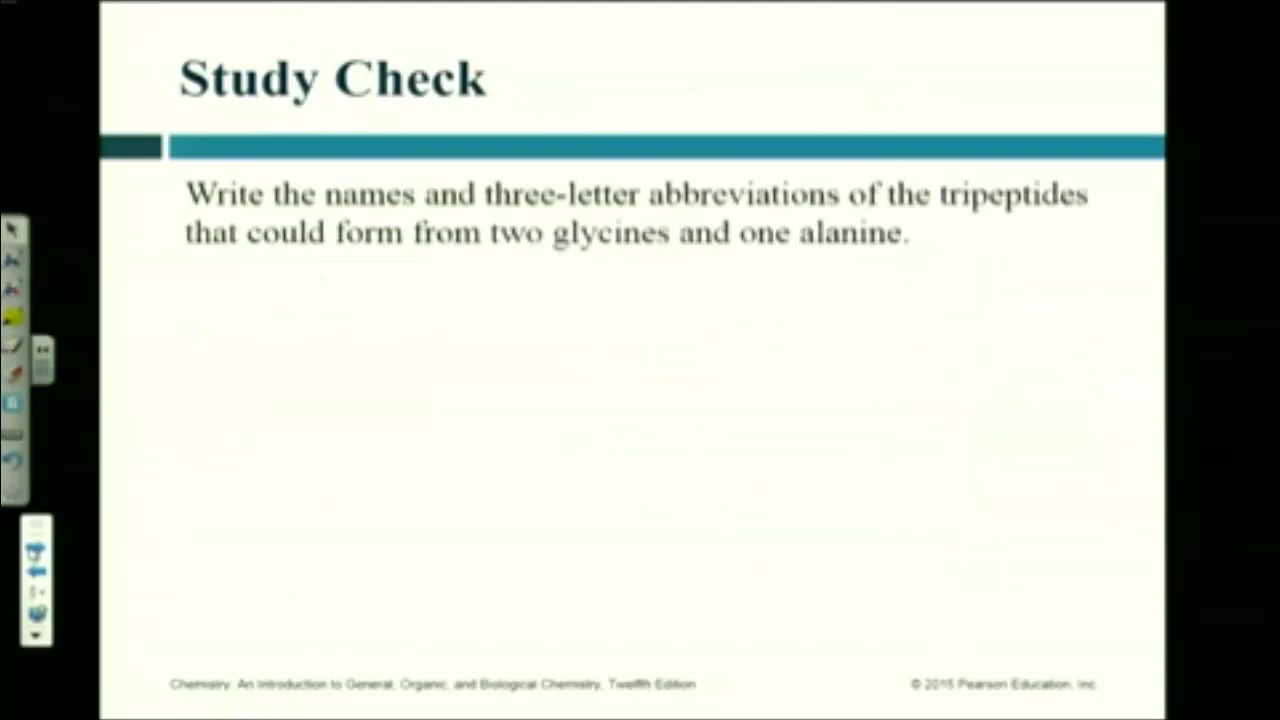 Study Check
Write the names and three-letter abbreviations of the tripeptides
that could form from two glycines and one alanine.
Chemistry: An Introduction to General, Organic, and Biological Chemistry, Twelfth Edition
© 2015 Pearson Education, Inc.